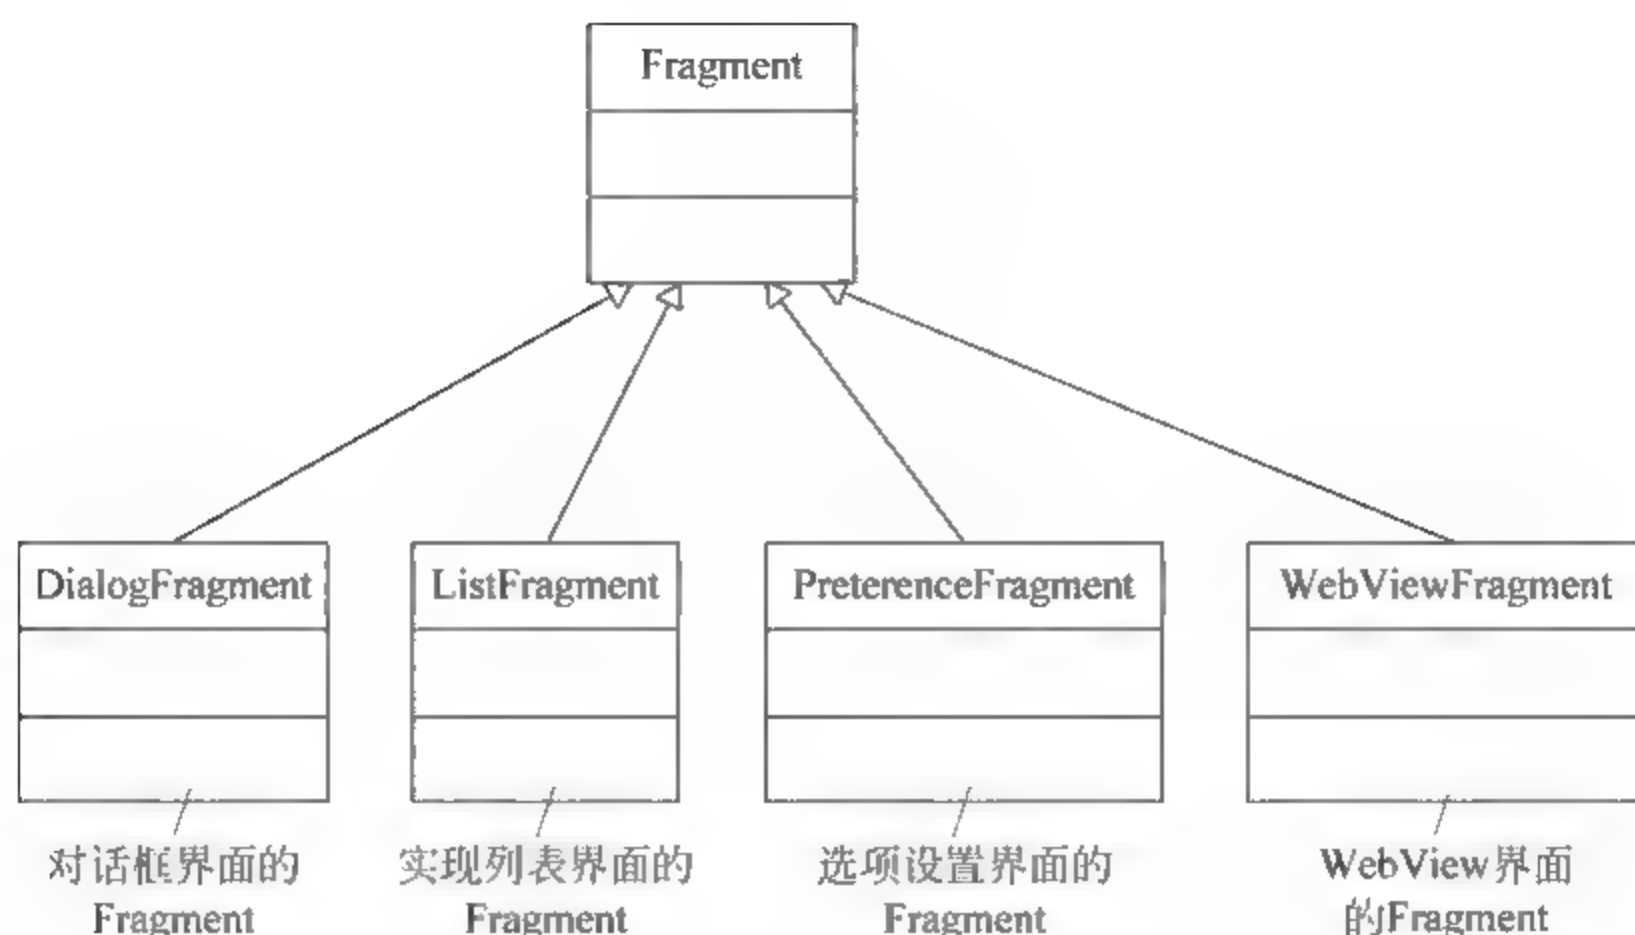 Fragment
DialogFragment
ListFragment
PreterenceFragment
WebViewFragment
对话框界面的
Fragment
实现列表界面的
Fragment
选项设置界面的
Fragment
WebView界面
的Fragment